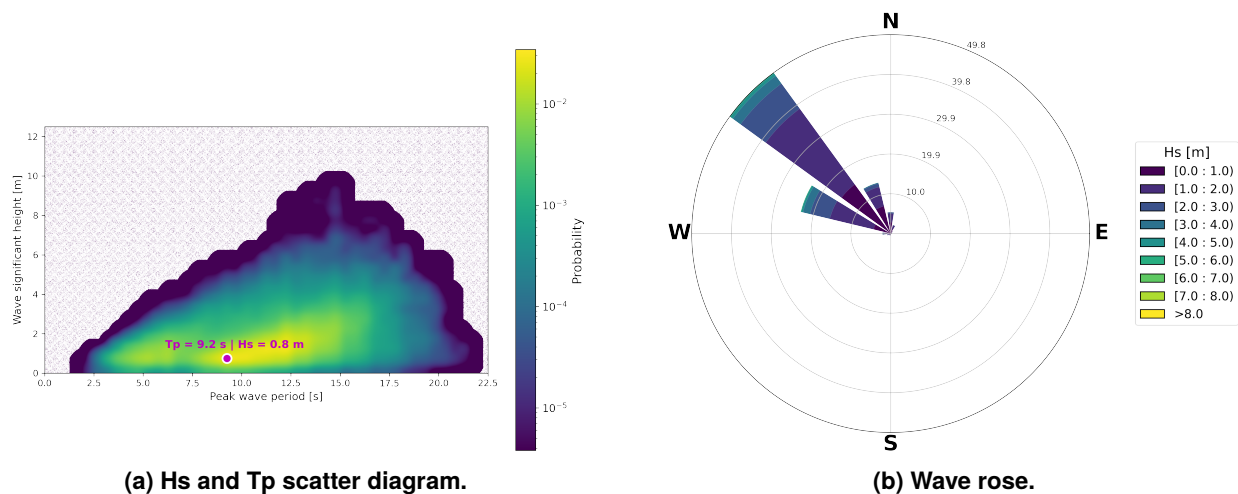 12
10
8
6
4
2
0
0.0
2.5
5.0
7.5
10.0
12.5
15.0
17.5
20.0
22.5
Wave significant height [m]
Peak wave period [s]
Tp = 9.2 s | Hs = 0.8 m
10⁻²
10⁻³
10⁻⁴
10⁻⁵
Probability
(a) Hs and Tp scatter diagram.
N
W
E
S
49.8
39.8
29.9
19.9
10.0
Hs [m]
[0.0 : 1.0)
[1.0 : 2.0)
[2.0 : 3.0)
[3.0 : 4.0)
[4.0 : 5.0)
[5.0 : 6.0)
[6.0 : 7.0)
[7.0 : 8.0)
>8.0
(b) Wave rose.